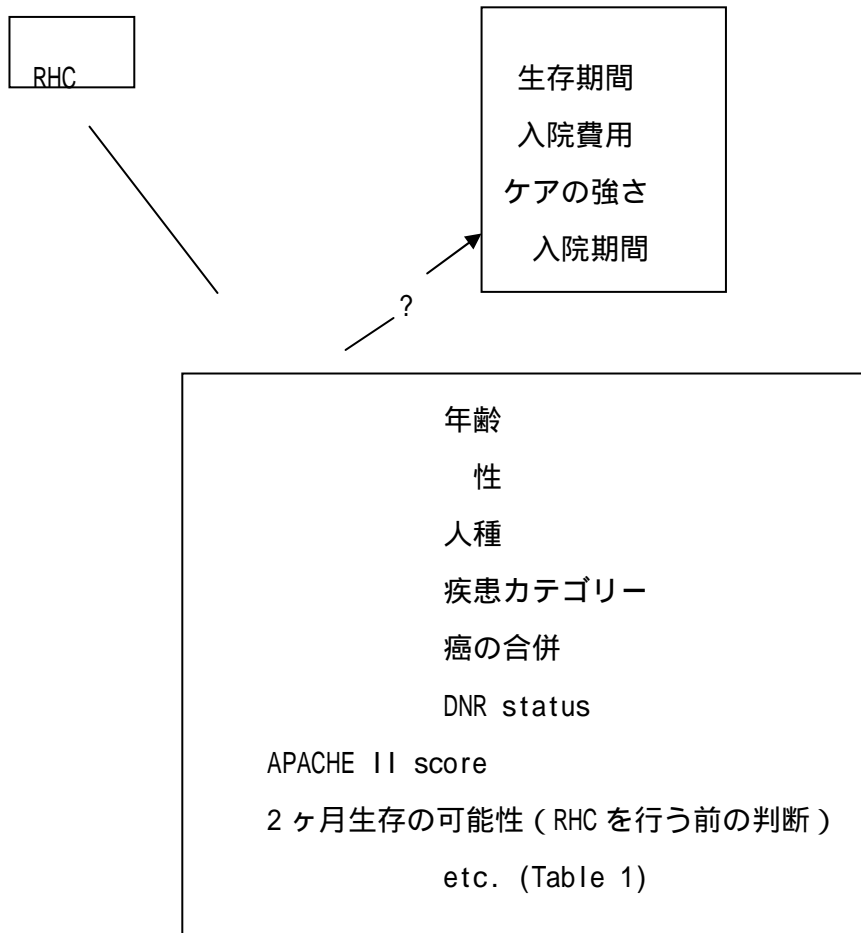 RHC
生存期間
入院費用
ケアの強さ
入院期間
?
年齢
性
人種
疾患カテゴリー
癌の合併
DNR status
APACHE II score
2ヶ月生存の可能性(RHCを行う前の判断)
etc. (Table 1)